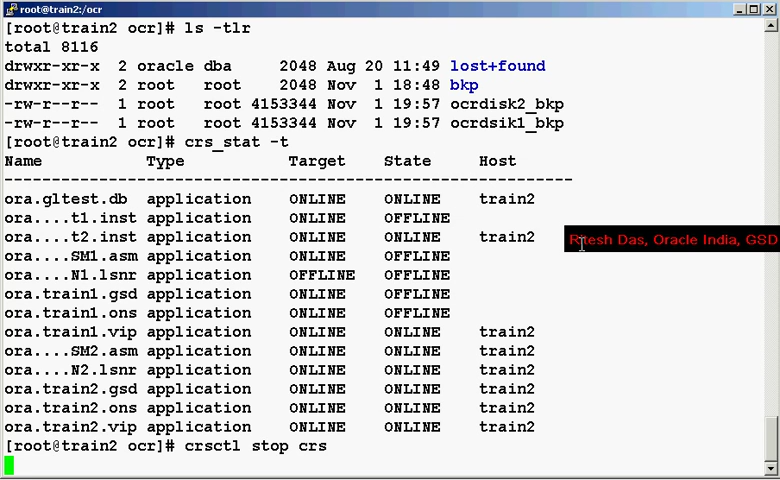 root@train2:/ocr
[root@train2 ocr]# ls -tlr
total 8116
drwxr-xr-x 2 oracle dba 2048 Aug 20 11:49 lost+found
drwxr-xr-x 2 root root 2048 Nov 1 18:48 bkp
-rw-r--r-- 1 root root 4153344 Nov 1 19:57 ocrdisk2_bkp
-rw-r--r-- 1 root root 4153344 Nov 1 19:57 ocrdsik1_bkp
[root@train2 ocr]# crs_stat -t
Name Type Target State Host
------------------------------------------------------------
ora.gltest.db application ONLINE ONLINE train2
ora....t1.inst application ONLINE OFFLINE
ora....t2.inst application ONLINE ONLINE train2
Ritesh Das, Oracle India, GSD
ora....SM1.asm application ONLINE OFFLINE
ora....N1.lsnr application OFFLINE OFFLINE
ora.train1.gsd application ONLINE OFFLINE
ora.train1.ons application ONLINE OFFLINE
ora.train1.vip application ONLINE ONLINE train2
ora....SM2.asm application ONLINE ONLINE train2
ora....N2.lsnr application ONLINE ONLINE train2
ora.train2.gsd application ONLINE ONLINE train2
ora.train2.ons application ONLINE ONLINE train2
ora.train2.vip application ONLINE ONLINE train2
[root@train2 ocr]# crsctl stop crs